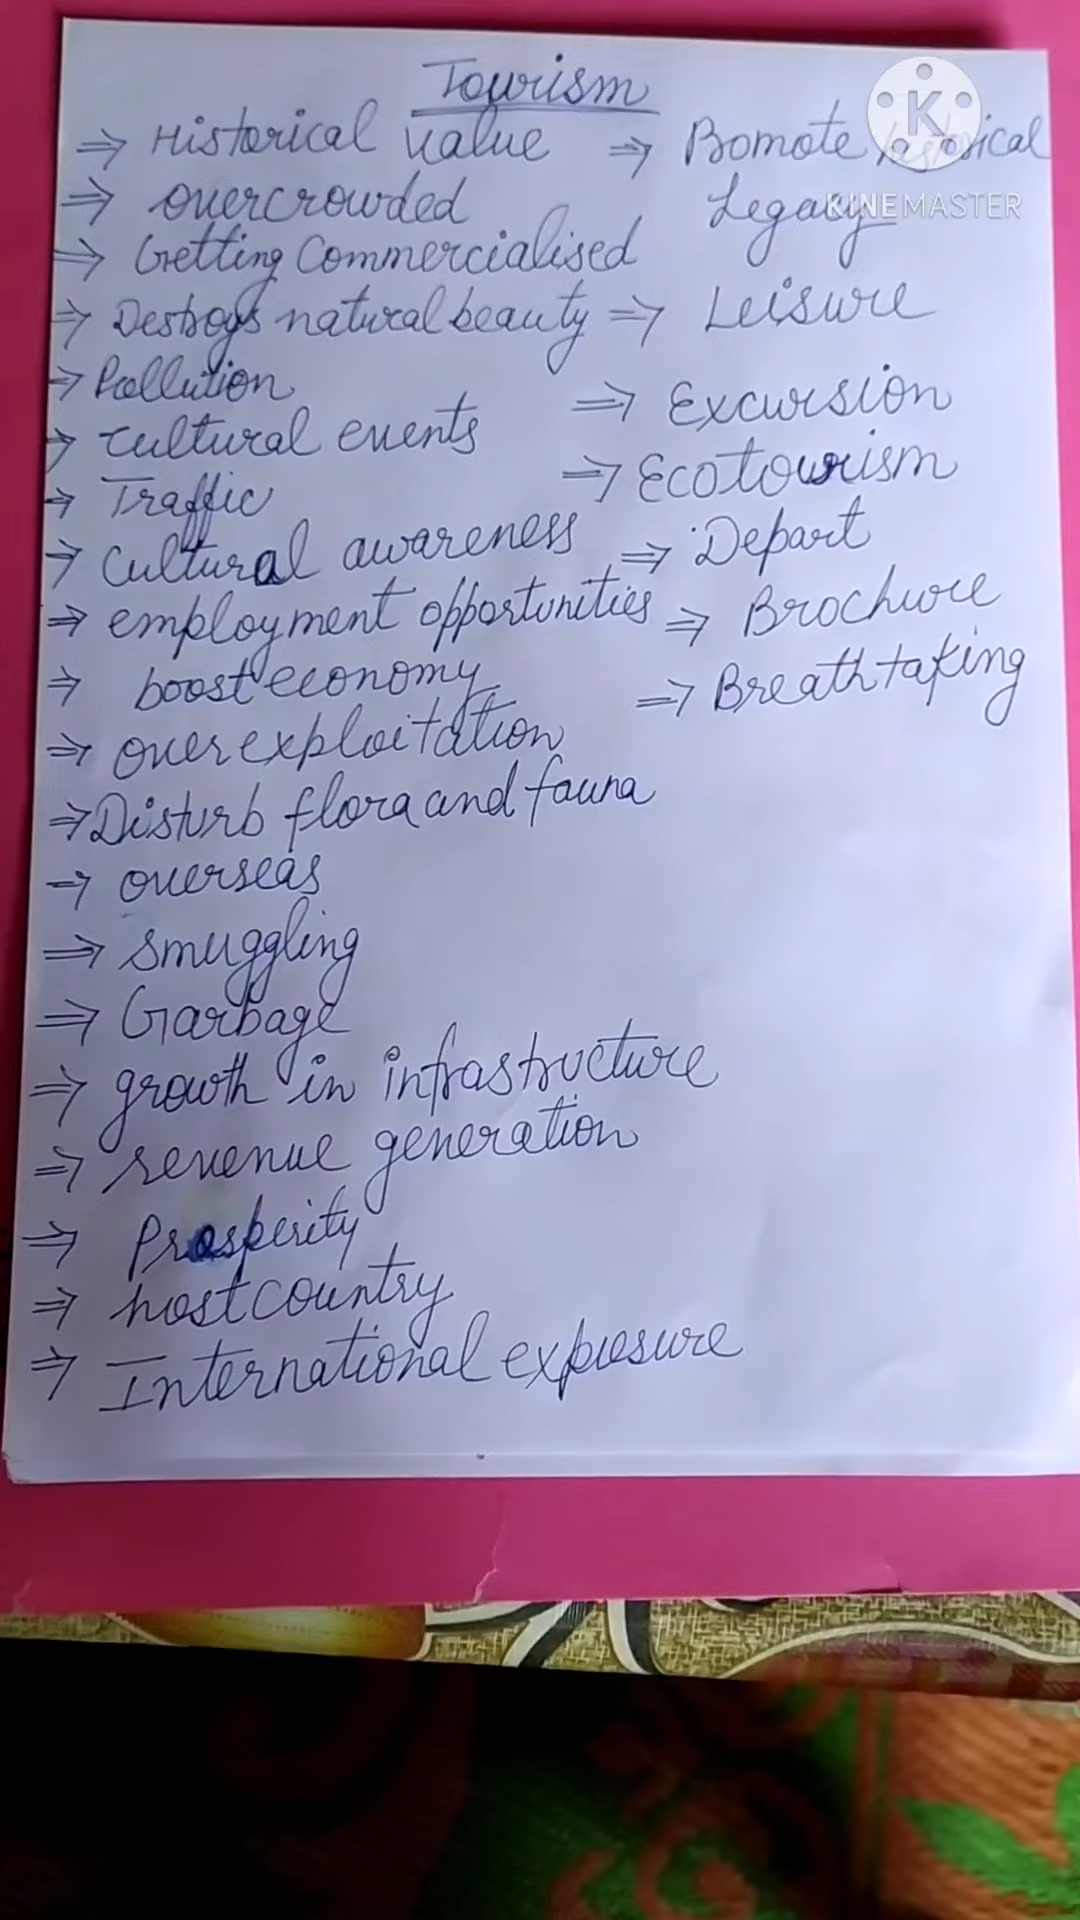 Tourism
⇒ Historical value
⇒ overcrowded
⇒ Getting Commercialised
⇒ Destroys natural beauty
⇒ Pollution
⇒ Cultural events
⇒ Traffic
⇒ Cultural awareness
⇒ employment opportunities
⇒ boost economy
⇒ over exploitation
⇒ Disturb flora and fauna
⇒ overseas
⇒ smuggling
⇒ Garbage
⇒ growth in infrastructure
⇒ revenue generation
⇒ Prosperity
⇒ host country
⇒ International exposure
⇒ Promote historical
Legacy
⇒ Leisure
⇒ Excursion
⇒ Ecotourism
⇒ Depart
⇒ Brochure
⇒ Breathtaking
K
KINEMASTER